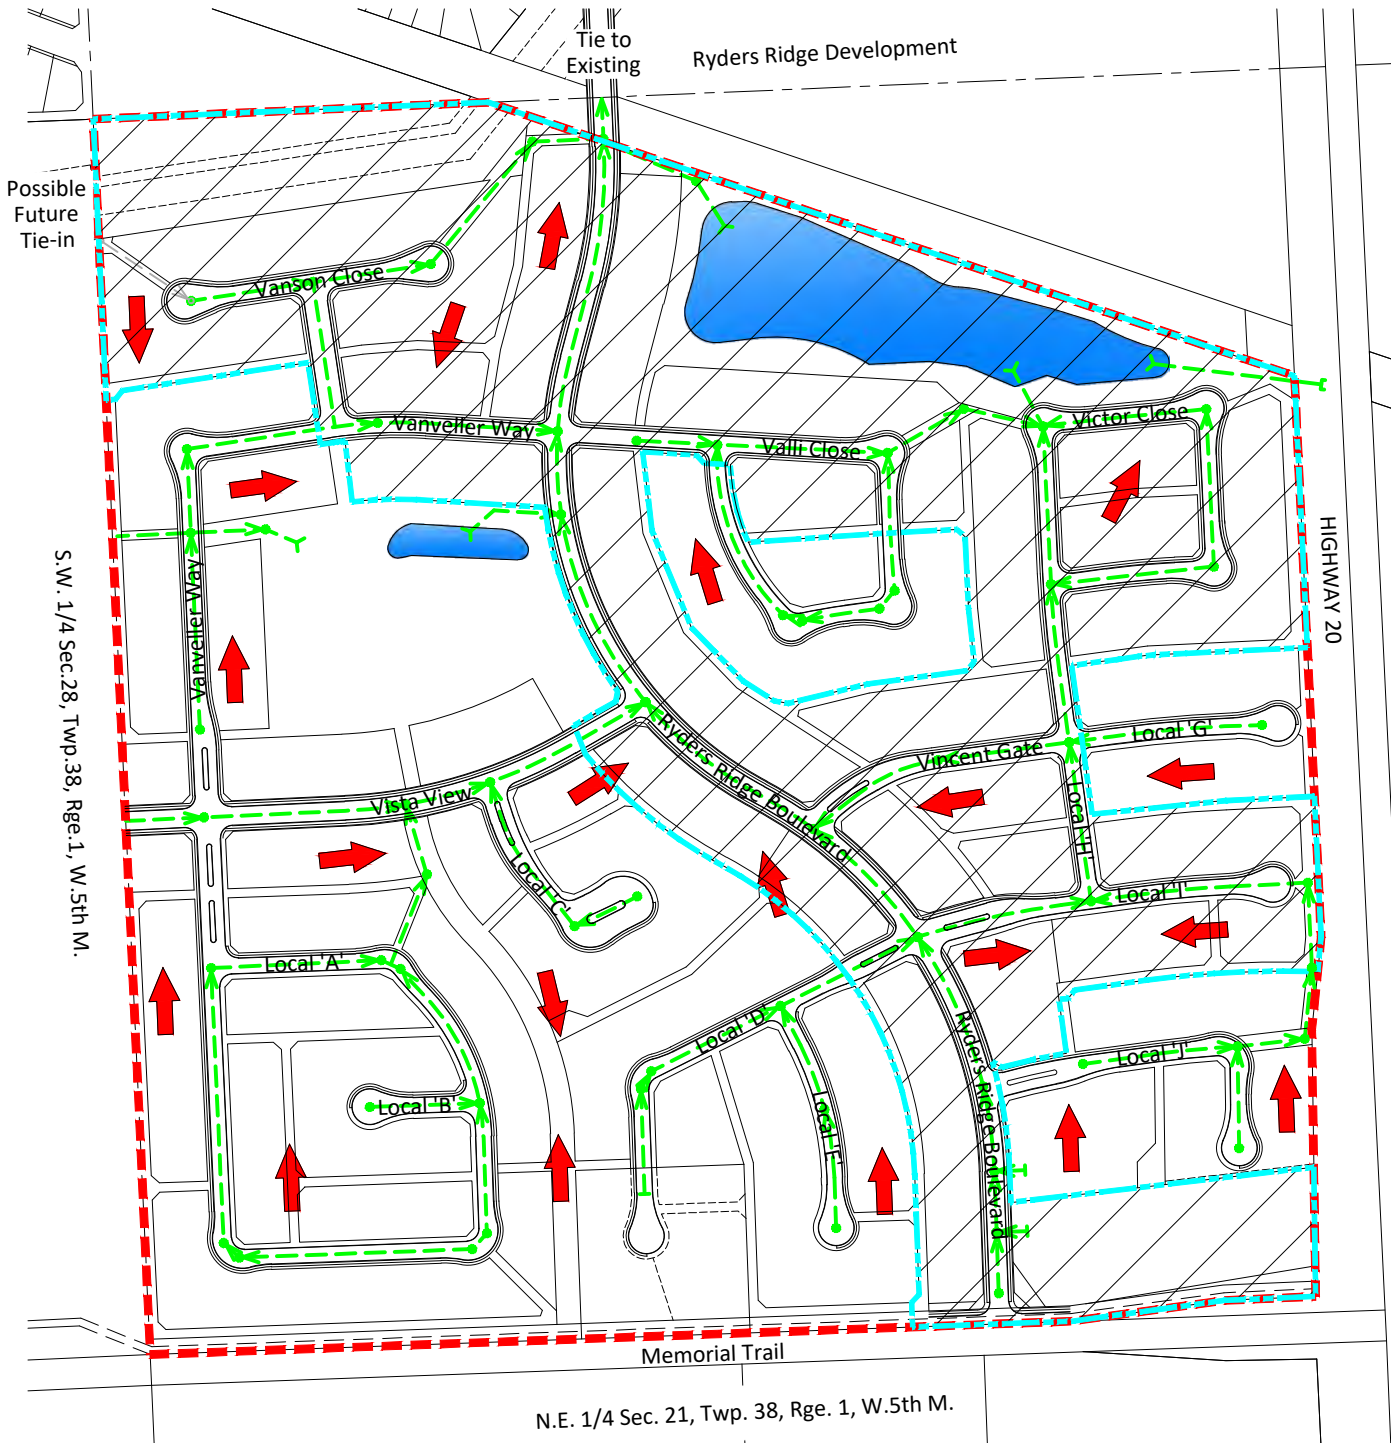 Tie to
Existing
Ryders Ridge Development
Possible
Future
Tie-in
Vanson Close
Vanveller Way
Valli Close
Victor Close
HIGHWAY 20
S.W. 1/4 Sec.28, Twp.38, Rge.1, W.5th M.
Vanveller Way
Ryders Ridge Boulevard
Vincent Gate
Local 'G'
Vista View
Local 'H'
Local 'C'
Local 'I'
Local 'A'
Local 'D'
Ryders Ridge Boulevard
Local 'J'
Local 'B'
Local 'E'
Memorial Trail
N.E. 1/4 Sec. 21, Twp. 38, Rge. 1, W.5th M.